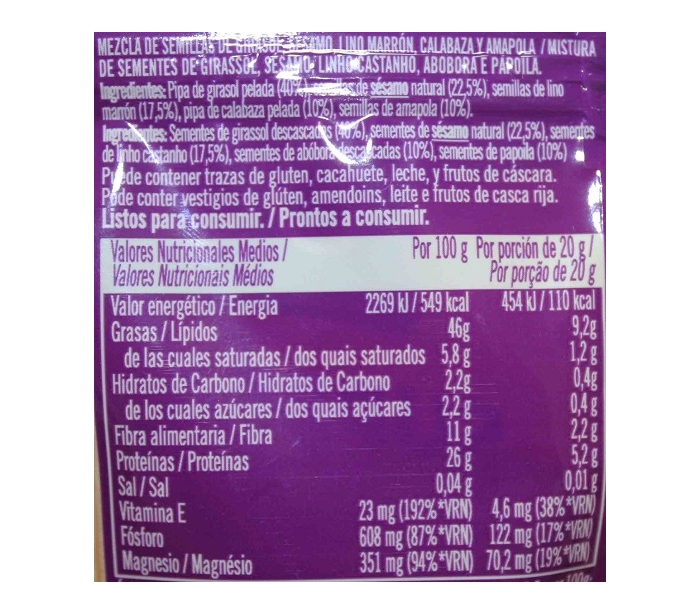 MEZCLA DE SEMILLAS DE GIRASOL, SÉSAMO, LINO MARRÓN, CALABAZA Y AMAPOLA / MISTURA
DE SEMENTES DE GIRASSOL, SÉSAMO, LINHO CASTANHO, ABÓBORA E PAPOILA.
Ingredientes: Pipa de girasol pelada (40%), semillas de sésamo natural (22,5%), semillas de lino
marrón (17,5%), pipa de calabaza pelada (10%), semillas de amapola (10%).
Ingredientes: Sementes de girassol descascadas (40%), sementes de sésamo natural (22,5%), sementes
de linho castanho (17,5%), sementes de abóbora descascadas (10%), sementes de papoila (10%)
Puede contener trazas de gluten, cacahuete, leche, y frutos de cáscara.
Pode conter vestigios de glúten, amendoins, leite e frutos de casca rija.
Listos para consumir. / Prontos a consumir.
Valores Nutricionales Medios / Por 100 g Por porción de 20 g /
Valores Nutricionais Médios Por porção de 20 g
Valor energético / Energia 2269 kJ / 549 kcal 454 kJ / 110 kcal
Grasas / Lípidos 46g 9,2g
de las cuales saturadas / dos quais saturados 5,8 g 1,2 g
Hidratos de Carbono / Hidratos de Carbono 2,2g 0,4g
de los cuales azúcares / dos quais açúcares 2,2 g 0,4 g
Fibra alimentaria / Fibra 11 g 2,2 g
Proteínas / Proteínas 26 g 5,2 g
Sal / Sal 0,04 g 0,01 g
Vitamina E 23 mg (192%*VRN) 4,6 mg (38%*VRN)
Fósforo 608 mg (87%*VRN) 122 mg (17%*VRN)
Magnesio / Magnésio 351 mg (94%*VRN) 70,2 mg (19%*VRN)